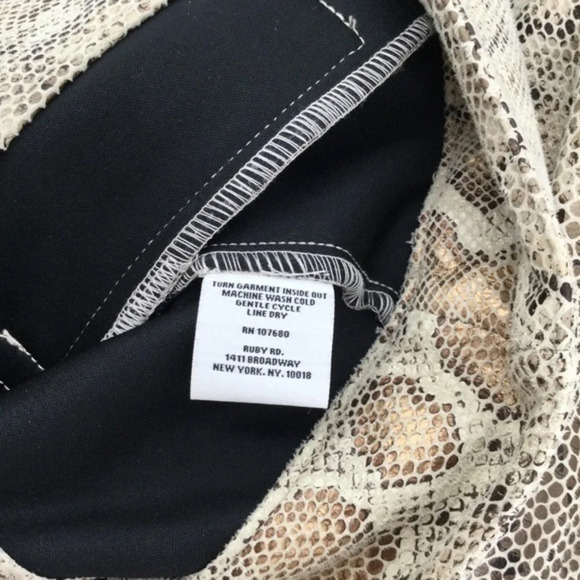 TURN GARMENT INSIDE OUT
MACHINE WASH COLD
GENTLE CYCLE
LINE DRY
RN 107680
RUBY RD.
1411 BROADWAY
NEW YORK. NY. 10018